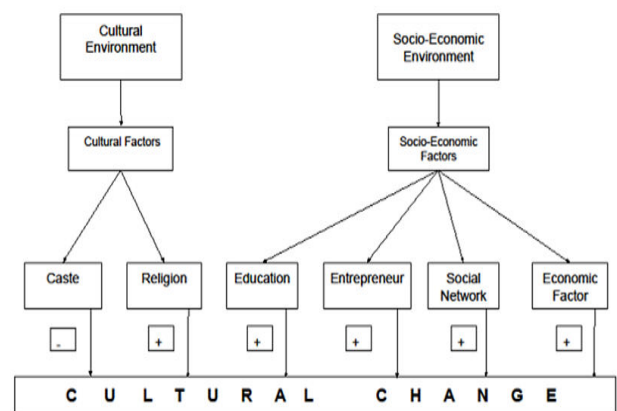 Cultural
Environment
Socio-Economic
Environment
Cultural Factors
Socio-Economic
Factors
Caste
Religion
Education
Entrepreneur
Social
Network
Economic
Factor
-
+
+
+
+
+
C U L T U R A L C H A N G E